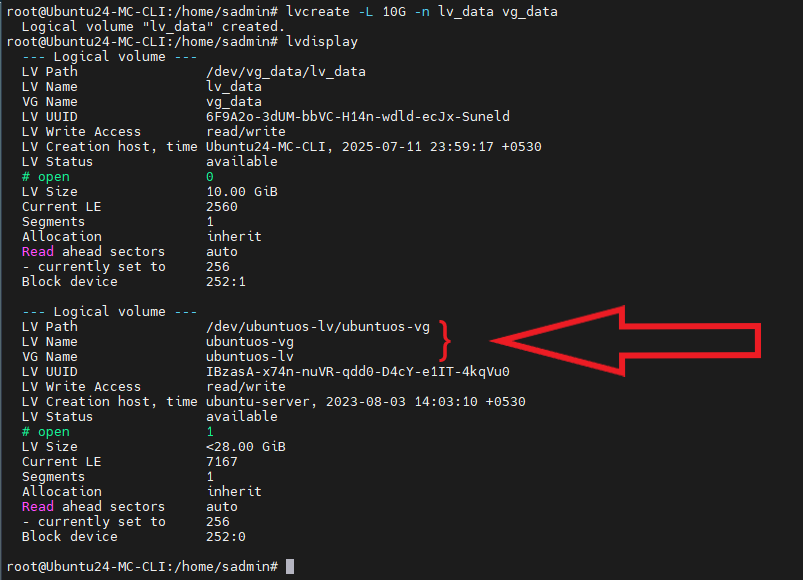 root@Ubuntu24-MC-CLI:/home/sadmin# lvcreate -L 10G -n lv_data vg_data
  Logical volume "lv_data" created.
root@Ubuntu24-MC-CLI:/home/sadmin# lvdisplay
  --- Logical volume ---
  LV Path                /dev/vg_data/lv_data
  LV Name                lv_data
  VG Name                vg_data
  LV UUID                6F9A2o-3dUM-bbVC-H14n-wdld-ecJx-Suneld
  LV Write Access        read/write
  LV Creation host, time Ubuntu24-MC-CLI, 2025-07-11 23:59:17 +0530
  LV Status              available
  # open                 0
  LV Size                10.00 GiB
  Current LE             2560
  Segments               1
  Allocation             inherit
  Read ahead sectors     auto
  - currently set to     256
  Block device           252:1

  --- Logical volume ---
  LV Path                /dev/ubuntuos-lv/ubuntuos-vg
  LV Name                ubuntuos-vg
  VG Name                ubuntuos-lv
  LV UUID                IBzasA-x74n-nuVR-qdd0-D4cY-e1IT-4kqVu0
  LV Write Access        read/write
  LV Creation host, time ubuntu-server, 2023-08-03 14:03:10 +0530
  LV Status              available
  # open                 1
  LV Size                <28.00 GiB
  Current LE             7167
  Segments               1
  Allocation             inherit
  Read ahead sectors     auto
  - currently set to     256
  Block device           252:0

root@Ubuntu24-MC-CLI:/home/sadmin#